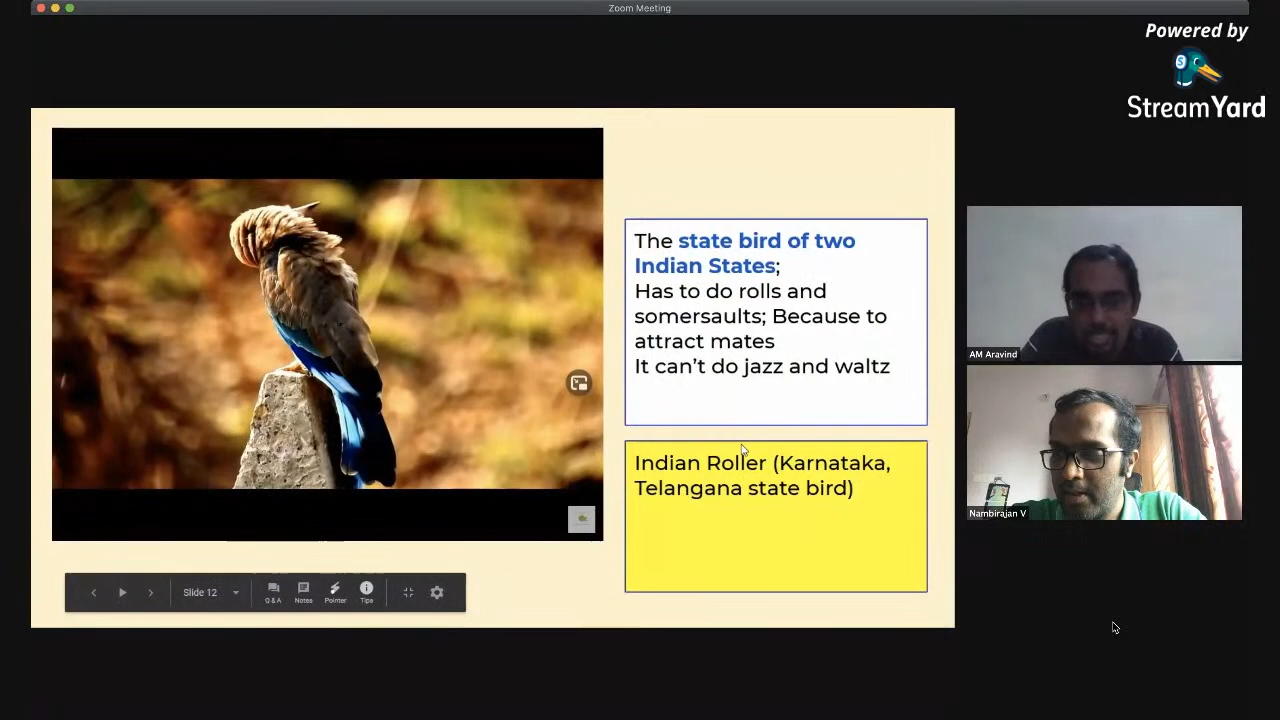 Zoom Meeting
Powered by
S
StreamYard
The state bird of two
Indian States;
Has to do rolls and
somersaults; Because to
attract mates
It can't do jazz and waltz
Indian Roller (Karnataka,
Telangana state bird)
AM Aravind
Nambirajan V
Slide 12
Q & A
Notes
Pointer
Tips